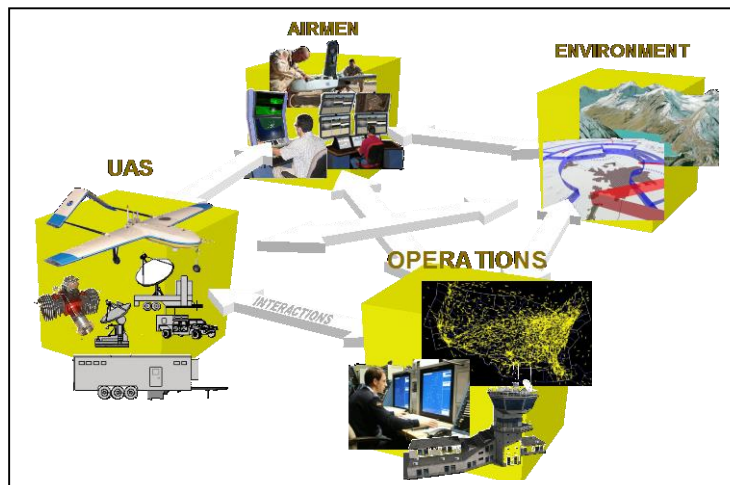 AIRMEN
ENVIRONMENT
UAS
OPERATIONS
INTERACTIONS